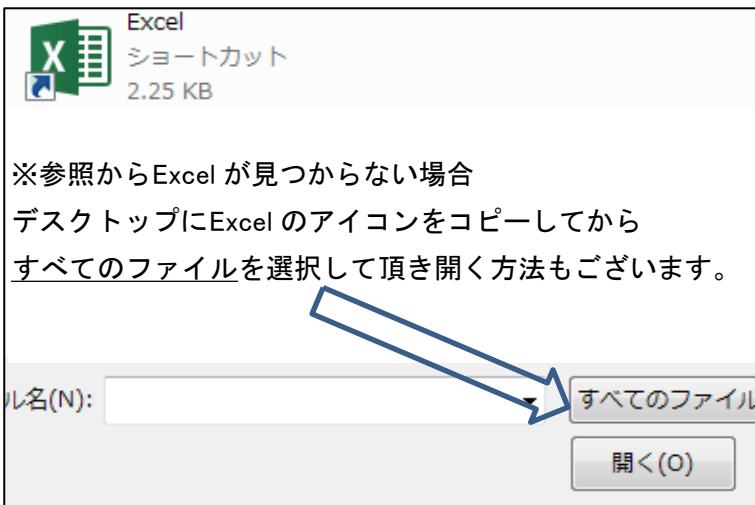 Excel
ショートカット
2.25 KB
※参照からExcel が見つからない場合
デスクトップにExcel のアイコンをコピーしてから
すべてのファイルを選択して頂き開く方法もございます。
ル名(N):
すべてのファイル
開く(O)